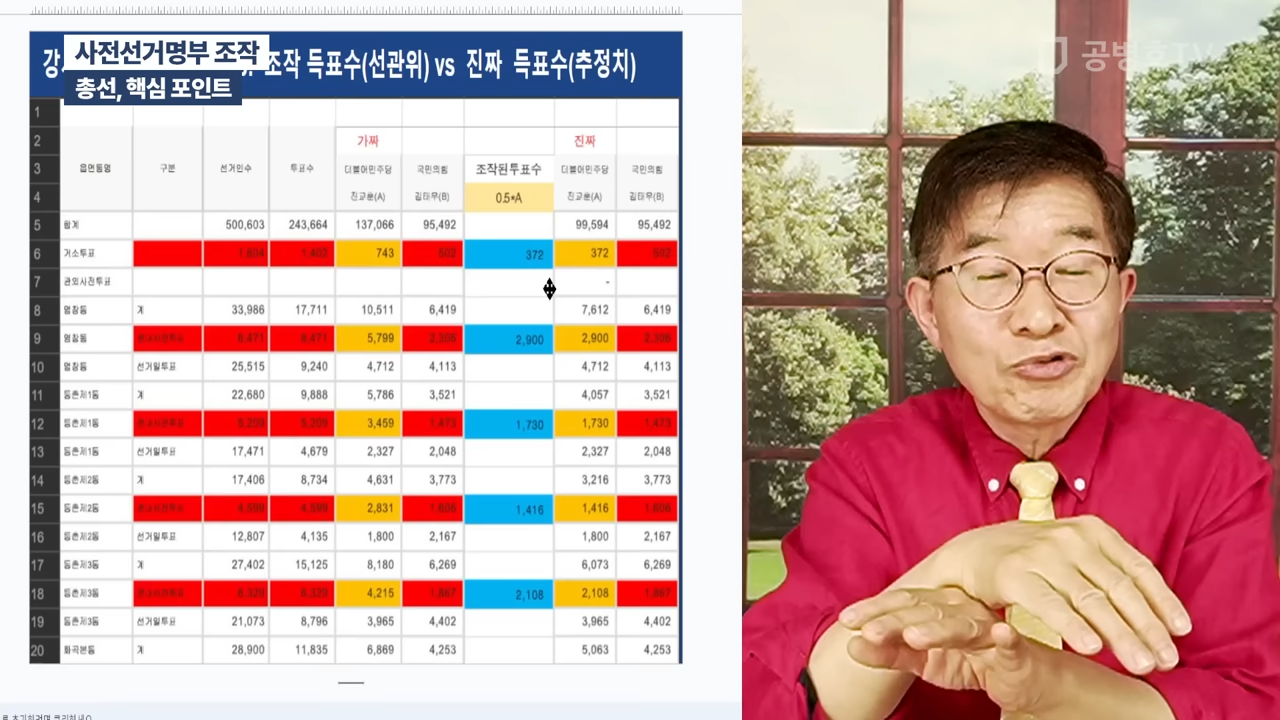 사전선거명부 조작
총선, 핵심 포인트
조작 득표수(선관위) vs 진짜 득표수(추정치)
공병호TV
1
2 가짜 진짜
3 읍면동명 구분 선거인수 투표수 더불어민주당 국민의힘 조작된투표수 더불어민주당 국민의힘
4 진교훈(A) 김태우(B) 0.5*A 진교훈(A) 김태우(B)
5 합계 500,603 243,664 137,066 95,492 99,594 95,492
6 거소투표 743 372 372
7 관외사전투표 -
8 염창동 계 33,986 17,711 10,511 6,419 7,612 6,419
9 염창동 5,799 2,900 2,900
10 염창동 선거일투표 25,515 9,240 4,712 4,113 4,712 4,113
11 등촌제1동 계 22,680 9,888 5,786 3,521 4,057 3,521
12 등촌제1동 3,459 1,730 1,730
13 등촌제1동 선거일투표 17,471 4,679 2,327 2,048 2,327 2,048
14 등촌제2동 계 17,406 8,734 4,631 3,773 3,216 3,773
15 등촌제2동 2,831 1,416 1,416
16 등촌제2동 선거일투표 12,807 4,135 1,800 2,167 1,800 2,167
17 등촌제3동 계 27,402 15,125 8,180 6,269 6,073 6,269
18 등촌제3동 4,215 2,108 2,108
19 등촌제3동 선거일투표 21,073 8,796 3,965 4,402 3,965 4,402
20 화곡본동 계 28,900 11,835 6,869 4,253 5,063 4,253